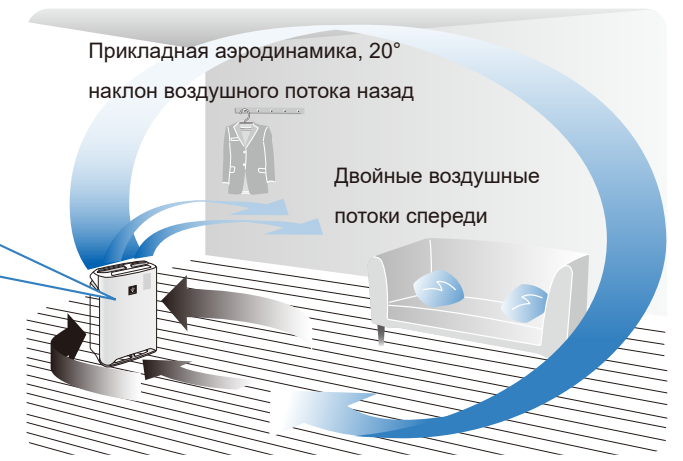 Прикладная аэродинамика, 20°
наклон воздушного потока назад
Двойные воздушные
потоки спереди